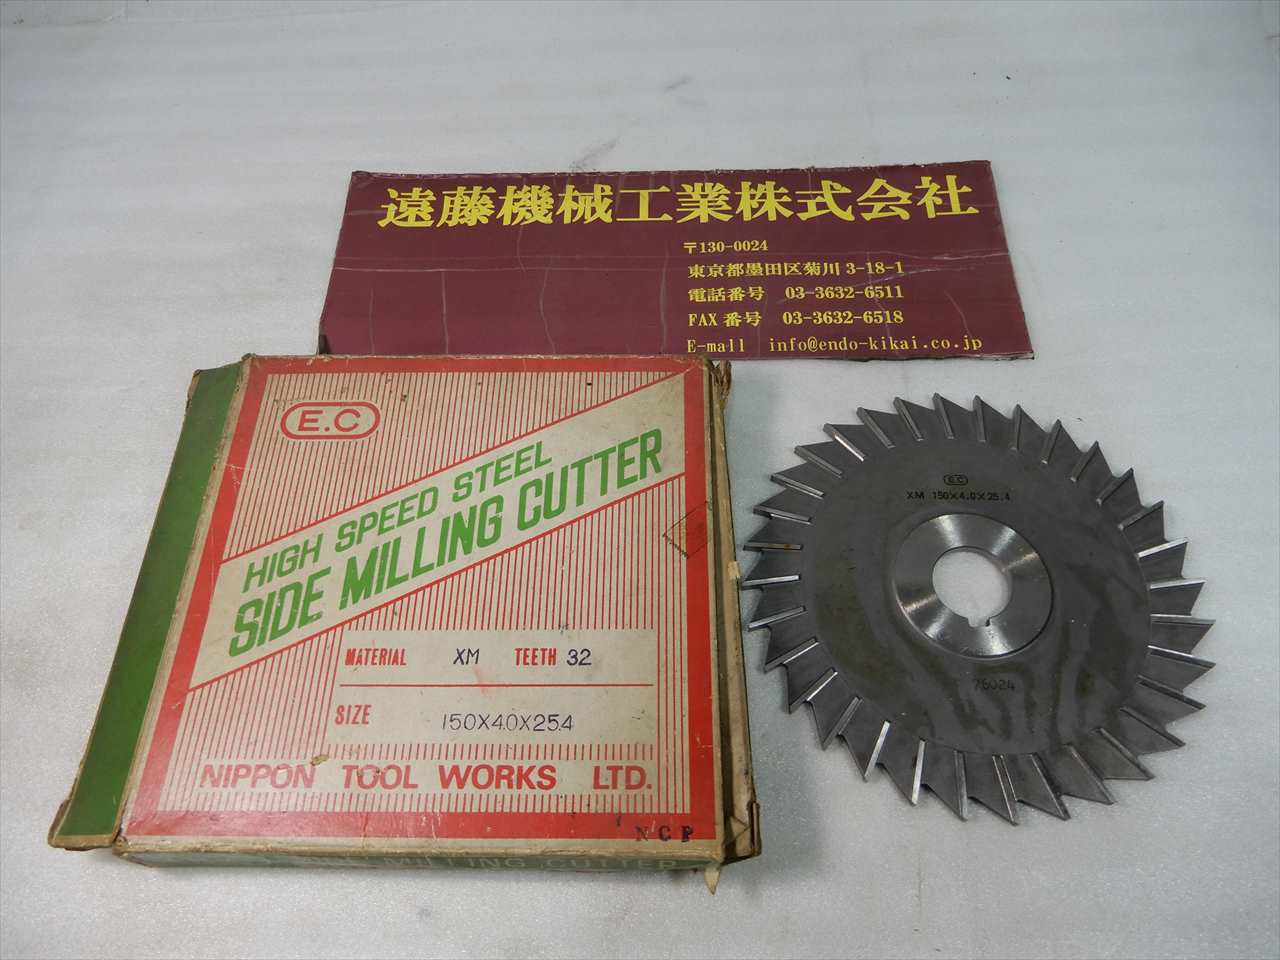 遠藤機械工業株式会社
〒130-0024
東京都墨田区菊川 3-18-1
電話番号 03-3632-6511
FAX 番号 03-3632-6518
E-mail info@endo-kikai.co.jp
E.C
HIGH SPEED STEEL
SIDE MILLING CUTTER
MATERIAL XM TEETH 32
SIZE 150X4.0X25.4
NIPPON TOOL WORKS LTD.
N C P
MILLING CUTTER
E.C
XM 150×4.0×25.4
76024